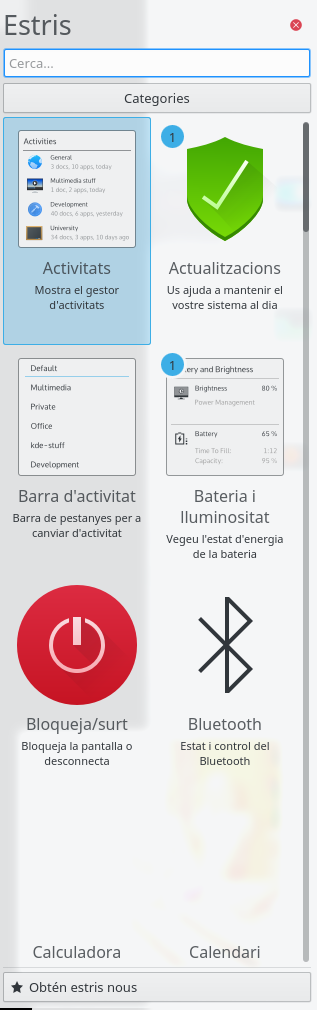 Estris
Cerca...
Categories
Activities
General
3 docs, 10 apps, today
Multimedia stuff
1 doc, 2 apps, today
Development
40 docs, 6 apps, yesterday
University
34 docs, 3 apps, 10 days ago
Activitats
Mostra el gestor
d'activitats
1
Actualitzacions
Us ajuda a mantenir el
vostre sistema al dia
Default
Multimedia
Private
Office
kde-stuff
Development
Barra d'activitat
Barra de pestanyes per a
canviar d'activitat
1
ery and Brightness
Brightness 80 %
Power Management
Battery 65 %
Time To Fill: 1:12
Capacity: 95 %
Bateria i
lluminositat
Vegeu l'estat d'energia
de la bateria
Bloqueja/surt
Bloqueja la pantalla o
desconnecta
Bluetooth
Estat i control del
Bluetooth
Calculadora
Calendari
Obtén estris nous